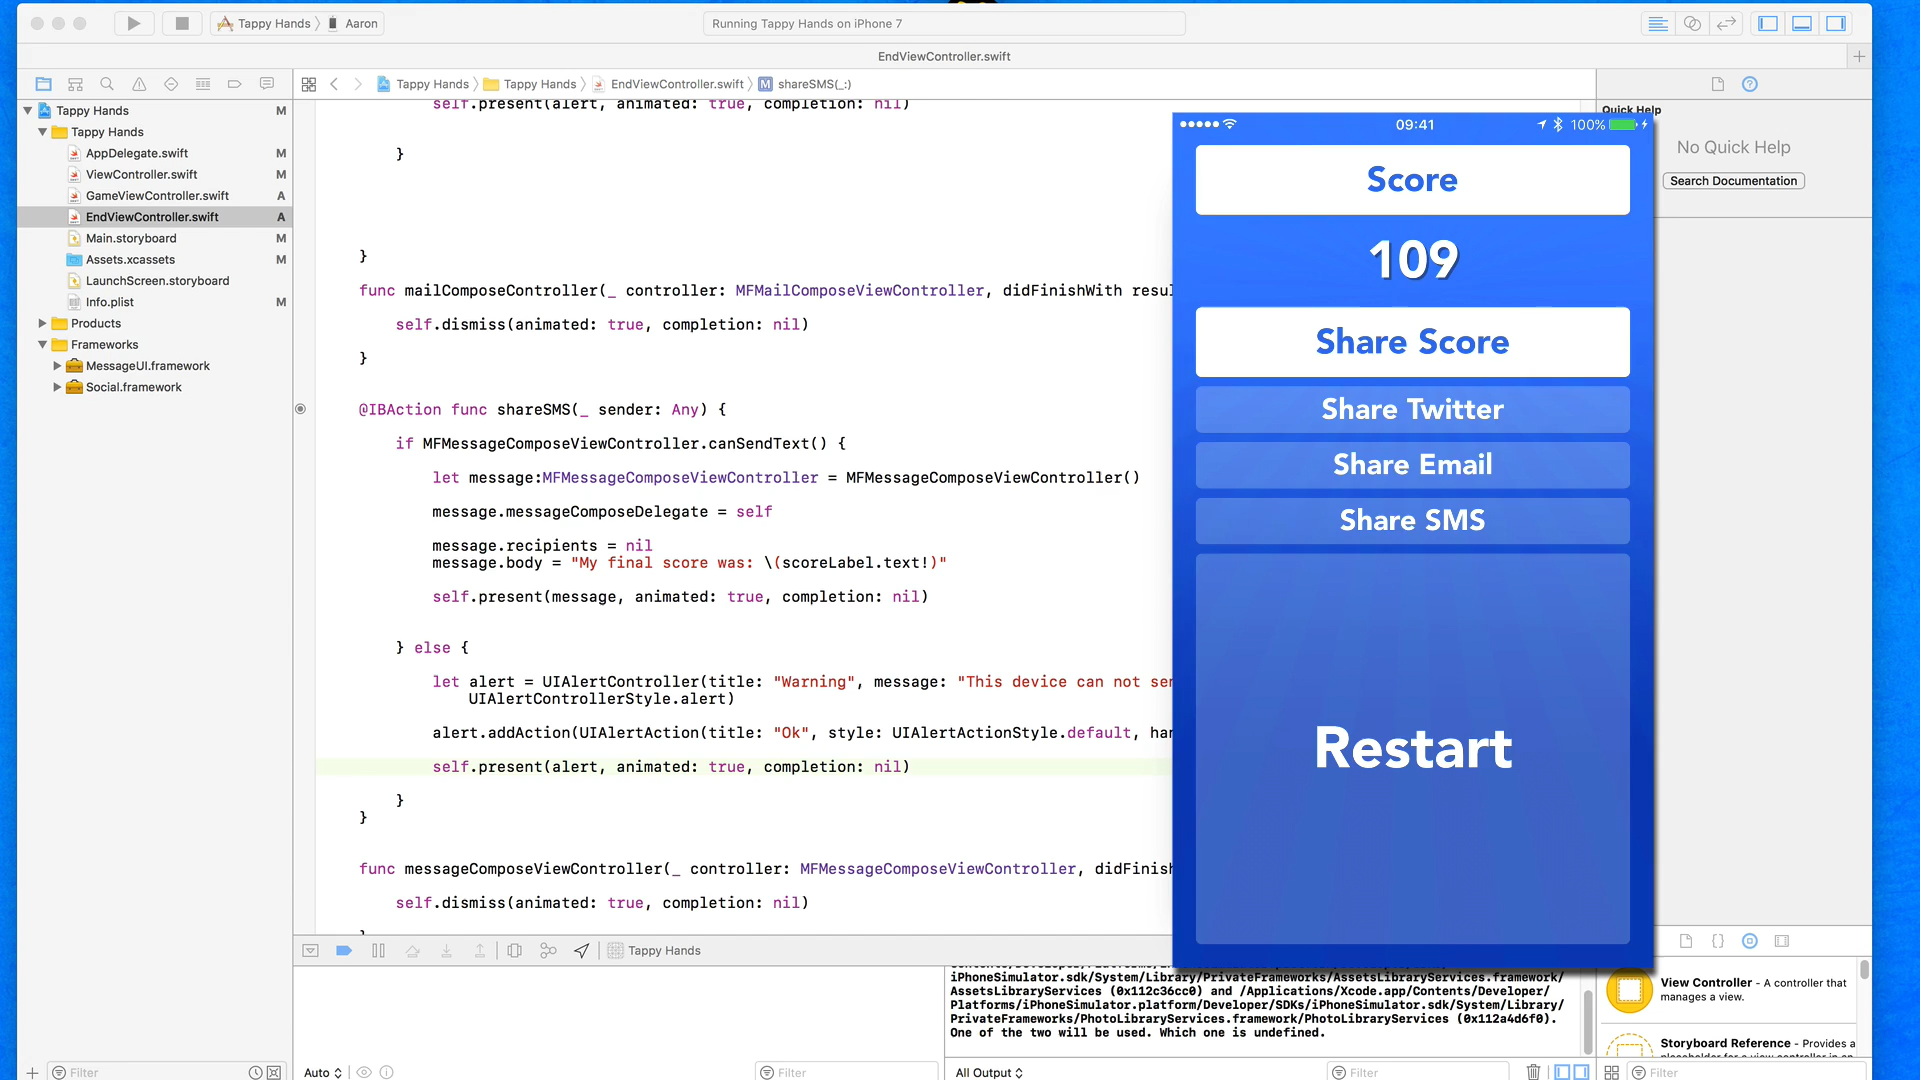 Tappy Hands
Aaron
Running Tappy Hands on iPhone 7
EndViewController.swift
Tappy Hands
Tappy Hands
EndViewController.swift
shareSMS(_:)
Tappy Hands M
Tappy Hands
AppDelegate.swift M
ViewController.swift M
GameViewController.swift A
EndViewController.swift A
Main.storyboard M
Assets.xcassets M
LaunchScreen.storyboard
Info.plist M
Products
Frameworks
MessageUI.framework
Social.framework
Filter
self.present(alert, animated: true, completion: nil)
}
}
func mailComposeController(_ controller: MFMailComposeViewController, didFinishWith resul
self.dismiss(animated: true, completion: nil)
}
@IBAction func shareSMS(_ sender: Any) {
if MFMessageComposeViewController.canSendText() {
let message:MFMessageComposeViewController = MFMessageComposeViewController()
message.messageComposeDelegate = self
message.recipients = nil
message.body = "My final score was: \(scoreLabel.text!)"
self.present(message, animated: true, completion: nil)
} else {
let alert = UIAlertController(title: "Warning", message: "This device can not sen
UIAlertControllerStyle.alert)
alert.addAction(UIAlertAction(title: "Ok", style: UIAlertActionStyle.default, han
self.present(alert, animated: true, completion: nil)
}
}
func messageComposeViewController(_ controller: MFMessageComposeViewController, didFinish
self.dismiss(animated: true, completion: nil)
Tappy Hands
09:41
100%
Score
109
Share Score
Share Twitter
Share Email
Share SMS
Restart
Quick Help
No Quick Help
Search Documentation
iPhoneSimulator.sdk/System/Library/PrivateFrameworks/AssetsLibraryServices.framework/
AssetsLibraryServices (0x112c36cc0) and /Applications/Xcode.app/Contents/Developer/
Platforms/iPhoneSimulator.platform/Developer/SDKs/iPhoneSimulator.sdk/System/Library/
PrivateFrameworks/PhotoLibraryServices.framework/PhotoLibraryServices (0x112a4d6f0).
One of the two will be used. Which one is undefined.
View Controller - A controller that
manages a view.
Storyboard Reference - Provides a
Auto
Filter
All Output
Filter
Filter